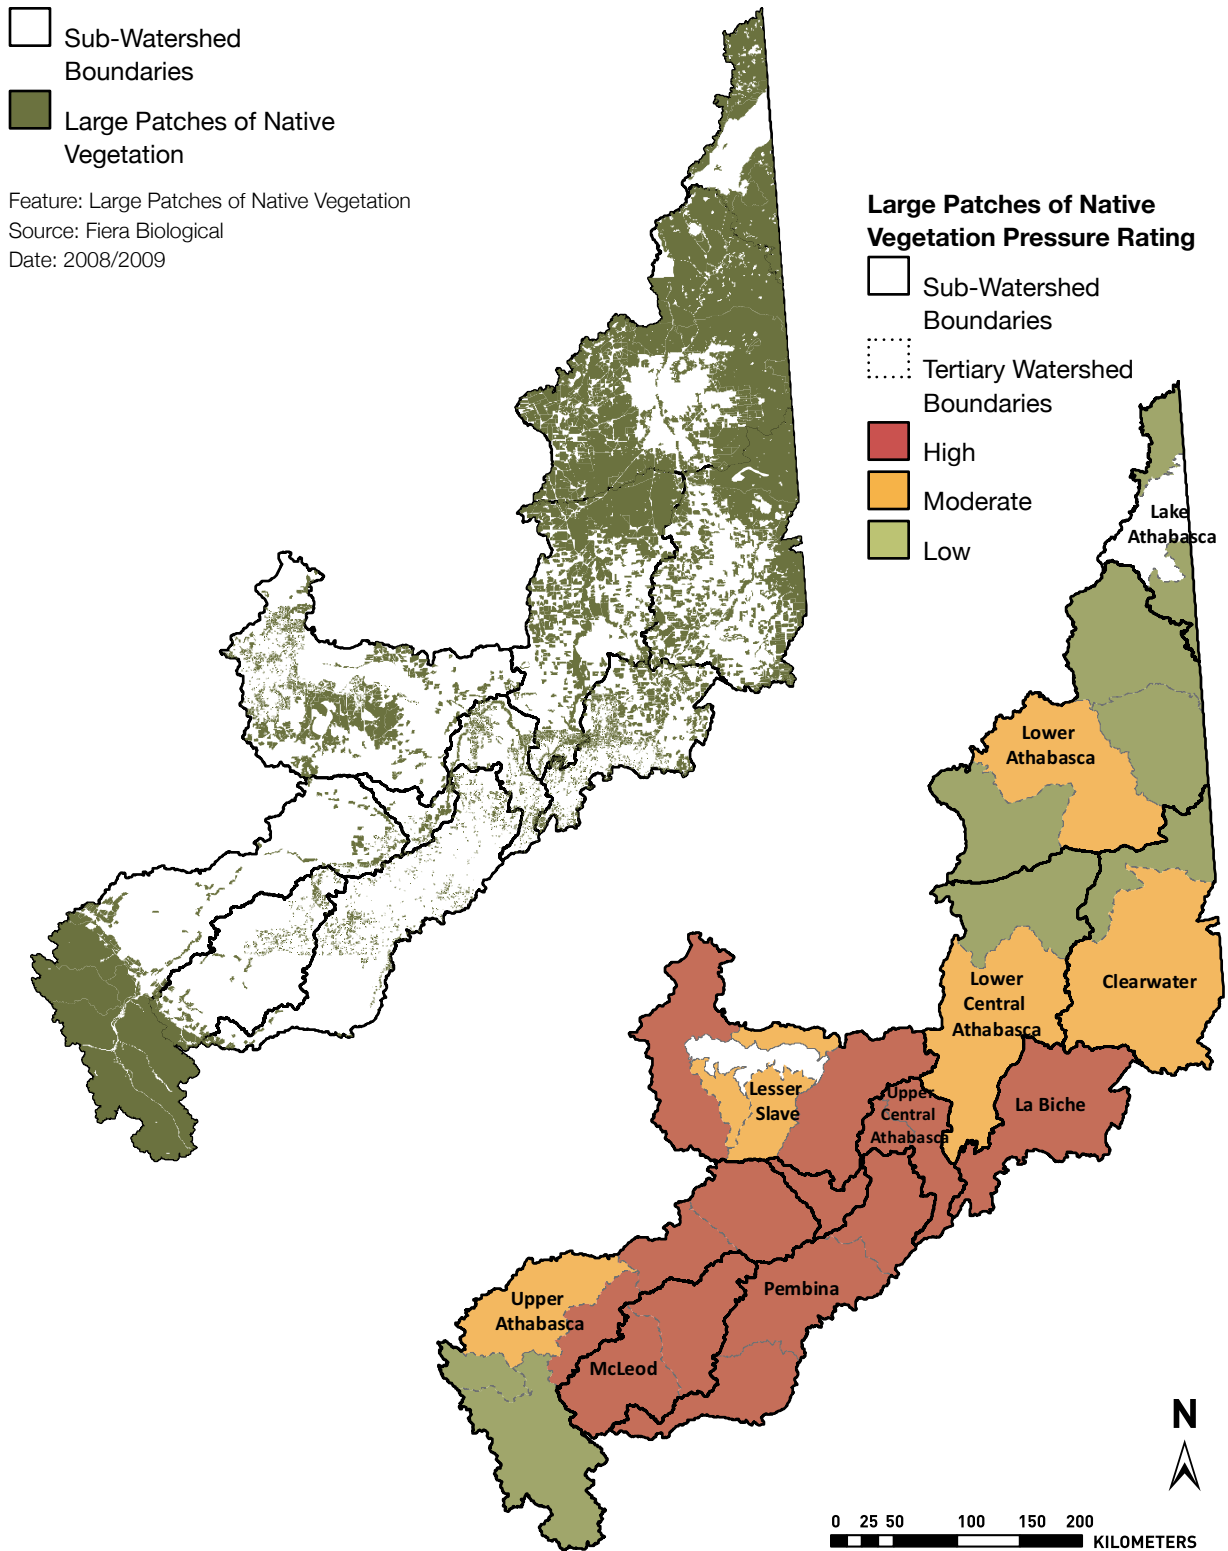 Sub-Watershed
Boundaries
Large Patches of Native
Vegetation
Feature: Large Patches of Native Vegetation
Source: Fiera Biological
Date: 2008/2009
Large Patches of Native
Vegetation Pressure Rating
Sub-Watershed
Boundaries
Tertiary Watershed
Boundaries
High
Moderate
Low
Lake
Athabasca
Lower
Athabasca
Clearwater
Lower
Central
Athabasca
Lesser
Slave
Upper
Central
Athabasca
La Biche
Pembina
Upper
Athabasca
McLeod
N
0 25 50 100 150 200
KILOMETERS